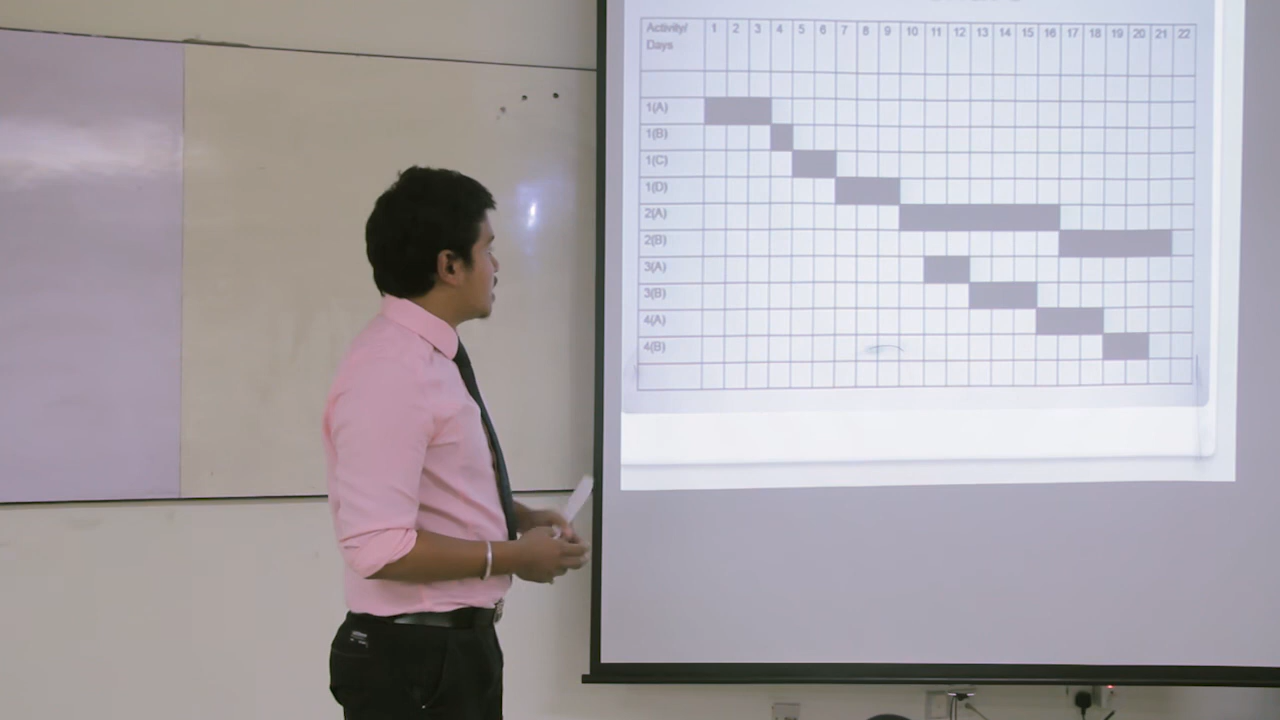 Activity/ Days 1 2 3 4 5 6 7 8 9 10 11 12 13 14 15 16 17 18 19 20 21 22
1(A)
1(B)
1(C)
1(D)
2(A)
2(B)
3(A)
3(B)
4(A)
4(B)